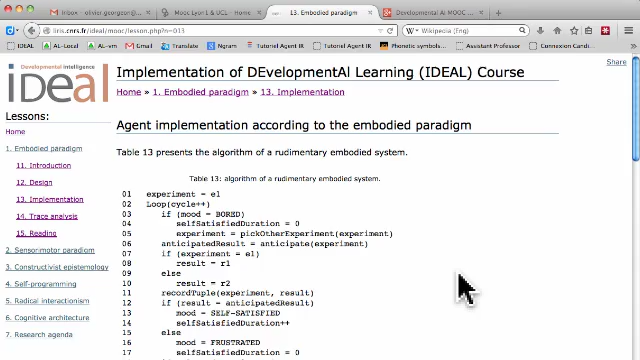 Inbox - olivier georgeon@...
Mooc Lyon1 & UCL - Home...
13. Embodied paradigm
Developmental AI MOOC ...
liris.cnrs.fr/ideal/mooc/lesson.php?n=013
Wikipedia (en)
IDEAL
AL-Local
AL-vm
Tutoriel Agent IR
Tutoriel Agent IR
Phonetic symbols ...
Assistant Professor
Connexion Candi...
Share
Developmental intelligence
ideal
Lessons:
Home
1. Embodied paradigm
11. Introduction
12. Design
13. Implementation
14. Trace analysis
15. Reading
2. Sensorimotor paradigm
3. Constructivist epistemology
4. Self-programming
5. Radical interactionism
6. Cognitive architecture
7. Research agenda
Implementation of DEvelopmentAl Learning (IDEAL) Course
Home » 1. Embodied paradigm » 13. Implementation
Agent implementation according to the embodied paradigm
Table 13 presents the algorithm of a rudimentary embodied system.
Table 13: algorithm of a rudimentary embodied system.
01 experiment = e1
02 Loop(cycle++)
03 if (mood = BORED)
04 selfSatisfiedDuration = 0
05 experiment = pickOtherExperiment(experiment)
06 anticipatedResult = anticipate(experiment)
07 if (experiment = e1)
08 result = r1
09 else
10 result = r2
11 recordTuple(experiment, result)
12 if (result = anticipatedResult)
13 mood = SELF-SATISFIED
14 selfSatisfiedDuration++
15 else
16 mood = FRUSTRATED
17 selfSatisfiedDuration = 0